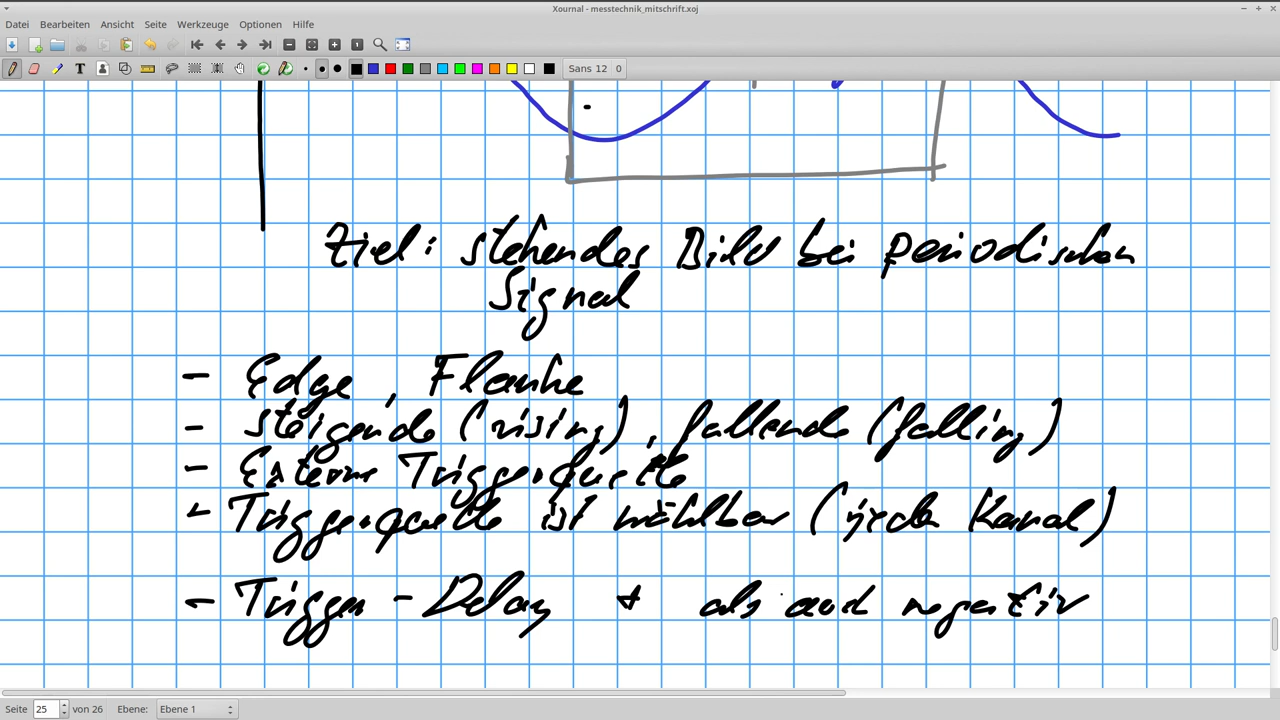 Xournal - messtechnik_mitschrift.xoj
Datei Bearbeiten Ansicht Seite Werkzeuge Optionen Hilfe
Sans 12 0
Ziel: stehendes Bild bei periodischen
Signal
- Edge, Flanke
- steigende (rising), fallende (falling)
- Externe Triggerquelle
- Triggerquelle ist wählbar (jeder Kanal)
- Trigger-Delay + als auch negativ
Seite 25 von 26 Ebene: Ebene 1